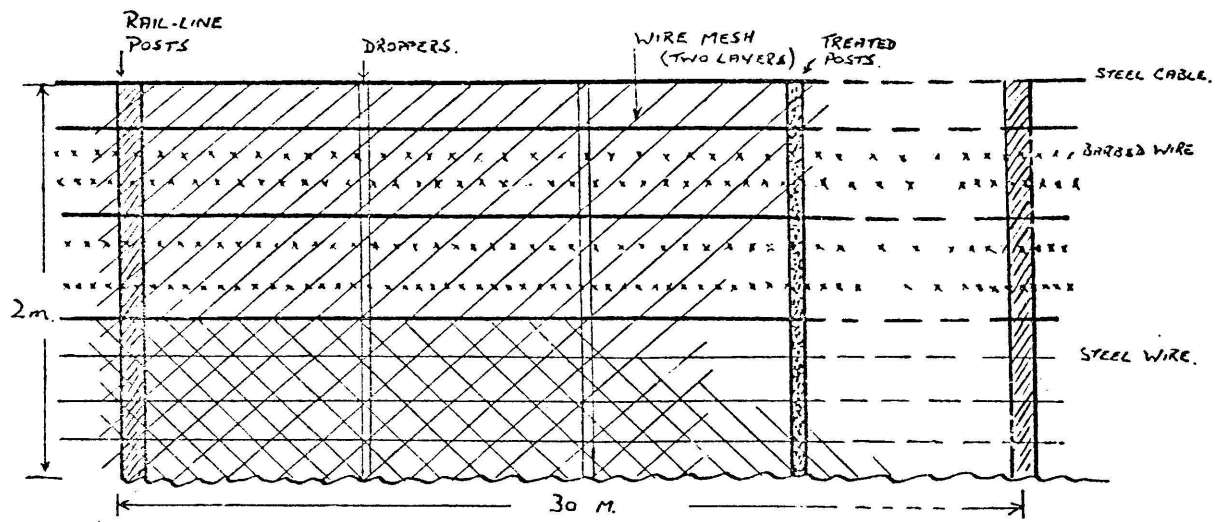 RAIL-LINE
POSTS
DROPPERS.
WIRE MESH
(TWO LAYERS)
TREATED
POSTS.
STEEL CABLE.
BARBED WIRE
2m.
STEEL WIRE.
30 M.